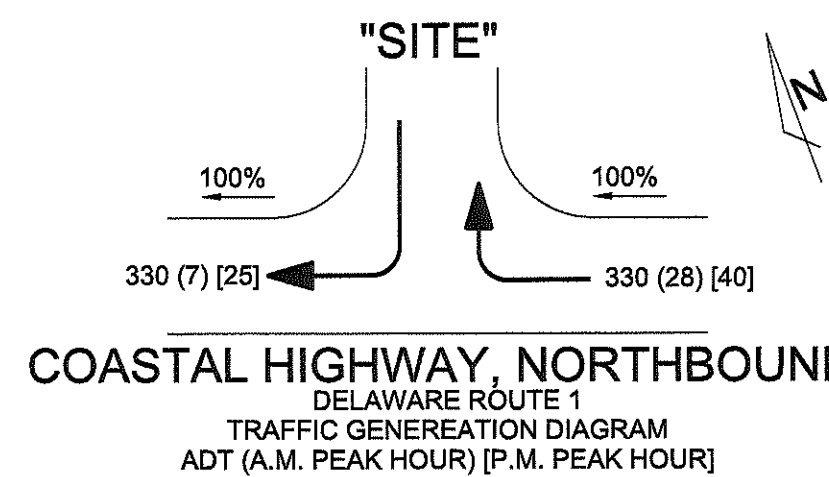 "SITE"
N
100%
100%
330 (7) [25]
330 (28) [40]
COASTAL HIGHWAY, NORTHBOUN
DELAWARE ROUTE 1
TRAFFIC GENEREATION DIAGRAM
ADT (A.M. PEAK HOUR) [P.M. PEAK HOUR]